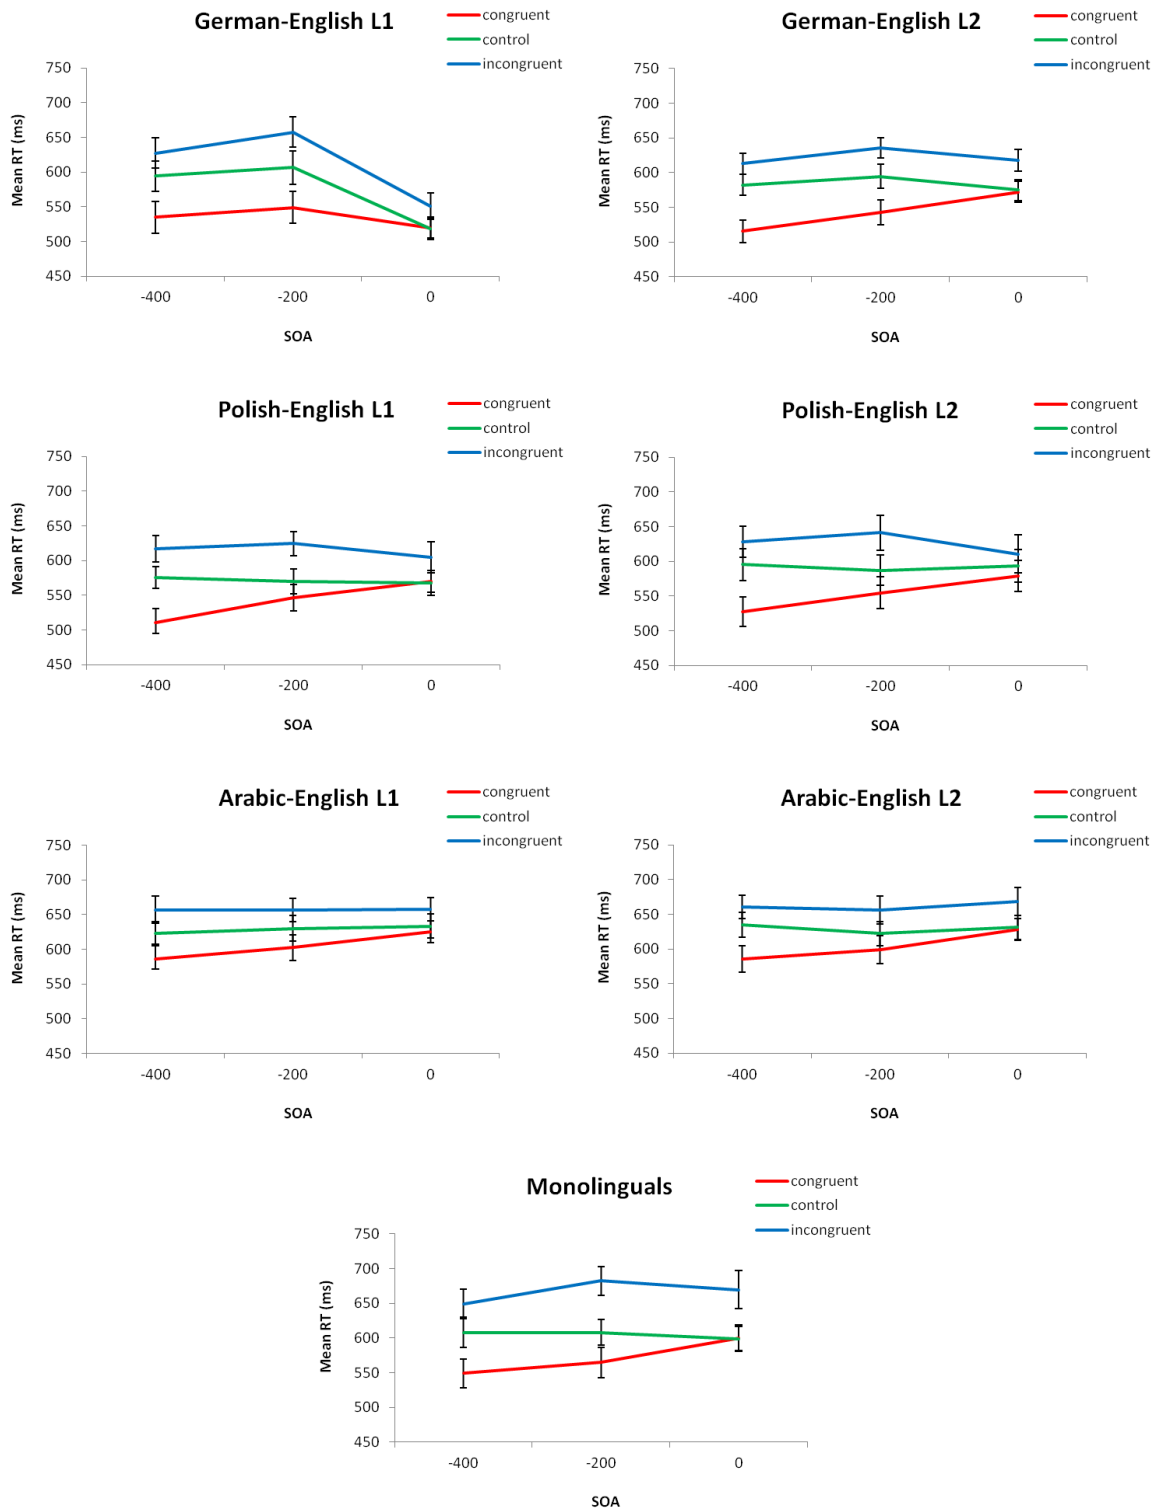 German-English L1
congruent
control
incongruent
750
700
650
600
550
500
450
Mean RT (ms)
-400 -200 0
SOA
German-English L2
congruent
control
incongruent
750
700
650
600
550
500
450
Mean RT (ms)
-400 -200 0
SOA
Polish-English L1
congruent
control
incongruent
750
700
650
600
550
500
450
Mean RT (ms)
-400 -200 0
SOA
Polish-English L2
congruent
control
incongruent
750
700
650
600
550
500
450
Mean RT (ms)
-400 -200 0
SOA
Arabic-English L1
congruent
control
incongruent
750
700
650
600
550
500
450
Mean RT (ms)
-400 -200 0
SOA
Arabic-English L2
congruent
control
incongruent
750
700
650
600
550
500
450
Mean RT (ms)
-400 -200 0
SOA
Monolinguals
congruent
control
incongruent
750
700
650
600
550
500
450
Mean RT (ms)
-400 -200 0
SOA